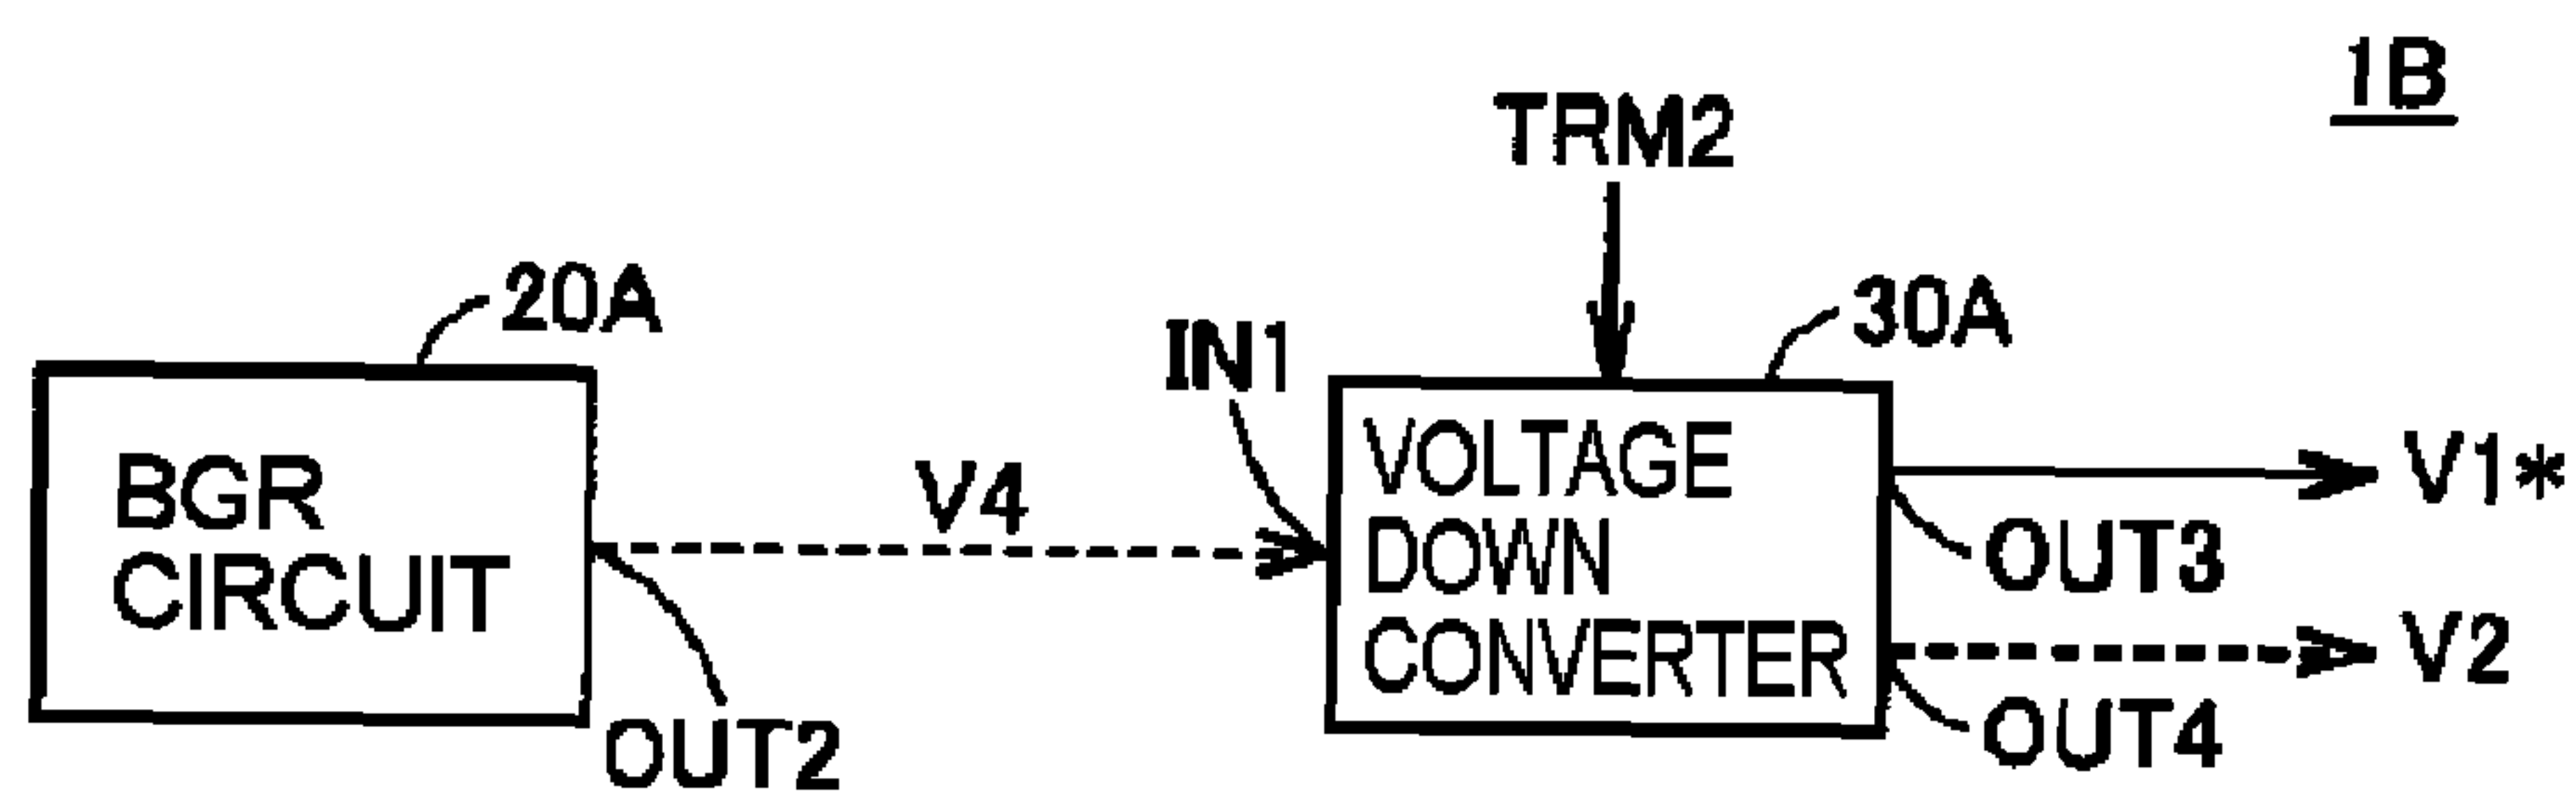 1B
TRM2
20A
30A
IN1
BGR
CIRCUIT
V4
VOLTAGE
DOWN
CONVERTER
V1*
OUT3
V2
OUT2
OUT4